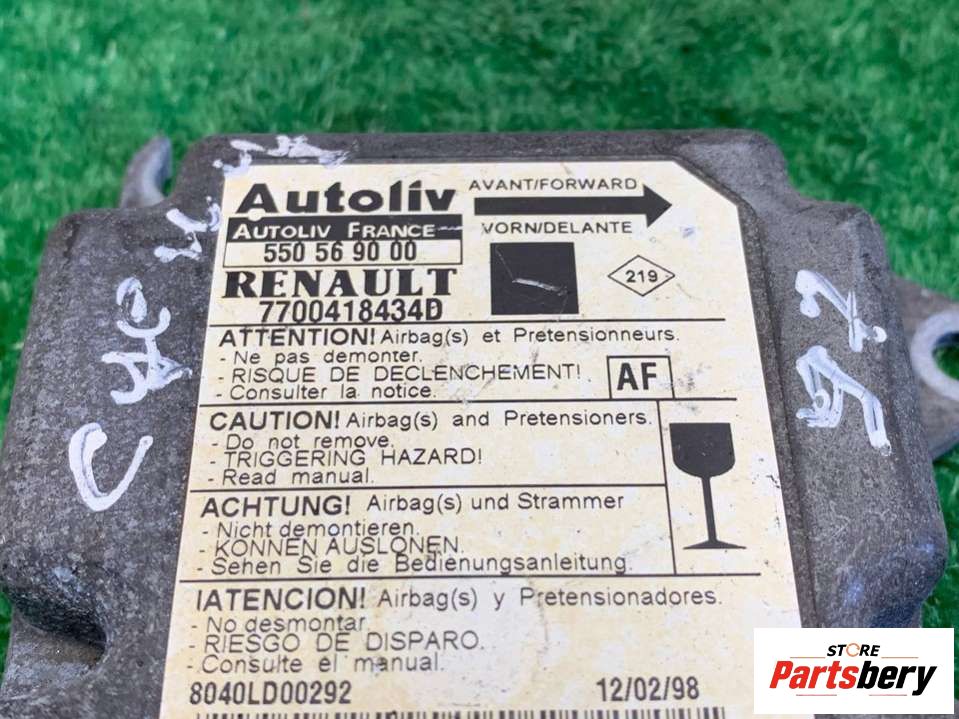 Autoliv
AVANT/FORWARD
AUTOLIV FRANCE
VORN/DELANTE
550 56 90 00
RENAULT
219
7700418434D
ATTENTION! Airbag(s) et Pretensionneurs.
- Ne pas demonter.
- RISQUE DE DECLENCHEMENT!
- Consulter la notice.
AF
CAUTION! Airbag(s) and Pretensioners.
- Do not remove.
- TRIGGERING HAZARD!
- Read manual.
ACHTUNG! Airbag(s) und Strammer
- Nicht demontieren.
- KONNEN AUSLONEN.
- Sehen Sie die Bedienungsanleitung.
IATENCION! Airbag(s) y Pretensionadores.
- No desmontar.
- RIESGO DE DISPARO.
- Consulte el manual.
8040LD00292
12/02/98
STORE
Partsbery